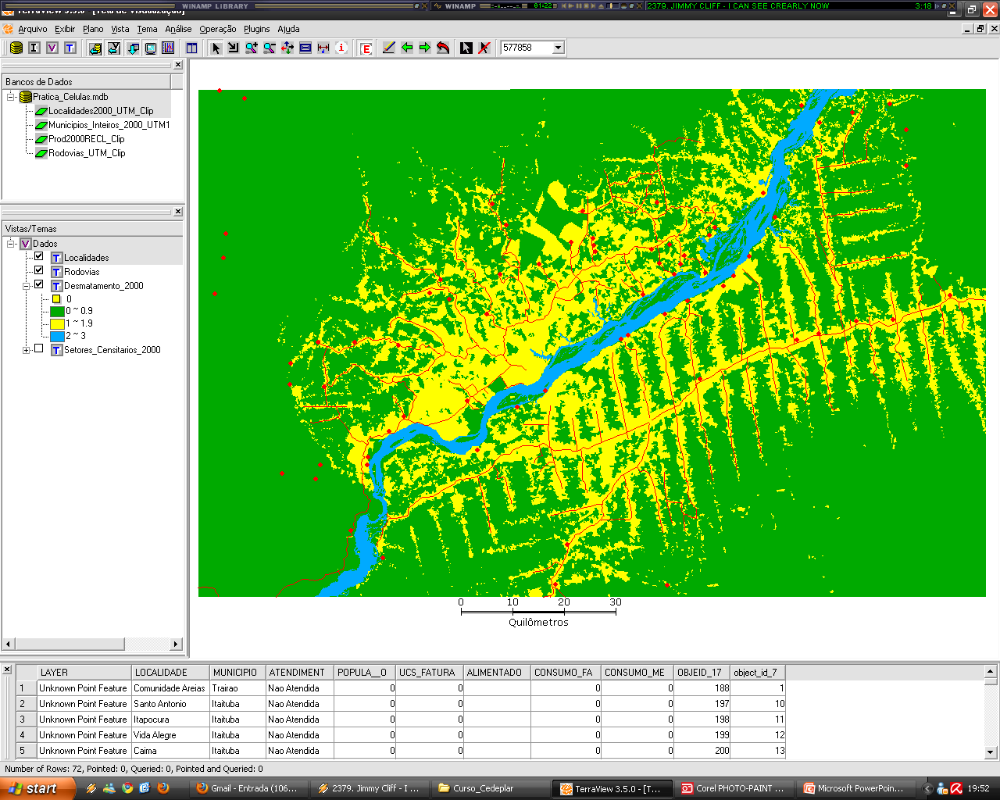 WINAMP LIBRARY
WINAMP
01:22
2379. JIMMY CLIFF - I CAN SEE CREARLY NOW
3:18
TerraView 3.5.0 - [Tela de Visualização]
Arquivo Exibir Plano Vista Tema Análise Operação Plugins Ajuda
I V T
i
E
577858
Bancos de Dados
Pratica_Celulas.mdb
Localidades2000_UTM_Clip
Municipios_Inteiros_2000_UTM1
Prod2000RECL_Clip
Rodovias_UTM_Clip
Vistas/Temas
V Dados
T Localidades
T Rodovias
T Desmatamento_2000
0
0 ~ 0.9
1 ~ 1.9
2 ~ 3
T Setores_Censitarios_2000
0 10 20 30
Quilômetros
LAYER LOCALIDADE MUNICIPIO ATENDIMENT POPULA__O UCS_FATURA ALIMENTADO CONSUMO_FA CONSUMO_ME OBJEID_17 object_id_7
1 Unknown Point Feature Comunidade Areias Trairao Nao Atendida 0 0 0 0 188 1
2 Unknown Point Feature Santo Antonio Itaituba Nao Atendida 0 0 0 0 197 10
3 Unknown Point Feature Itapocura Itaituba Nao Atendida 0 0 0 0 198 11
4 Unknown Point Feature Vida Alegre Itaituba Nao Atendida 0 0 0 0 199 12
5 Unknown Point Feature Caima Itaituba Nao Atendida 0 0 0 0 200 13
Number of Rows: 72, Pointed: 0, Queried: 0, Pointed and Queried: 0
start
Gmail - Entrada (106...
2379. Jimmy Cliff - I ...
Curso_Cedeplar
TerraView 3.5.0 - [T...
Corel PHOTO-PAINT ...
Microsoft PowerPoin...
19:52